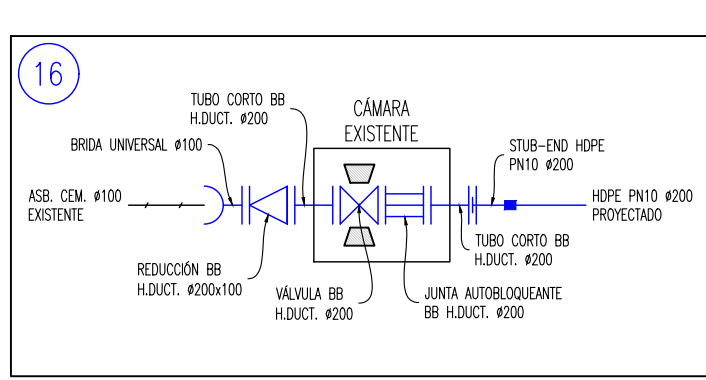 16
TUBO CORTO BB
H.DUCT. ø200
CÁMARA
EXISTENTE
BRIDA UNIVERSAL ø100
STUB-END HDPE
PN10 ø200
ASB. CEM. ø100
EXISTENTE
HDPE PN10 ø200
PROYECTADO
REDUCCIÓN BB
H.DUCT. ø200x100
VÁLVULA BB
H.DUCT. ø200
JUNTA AUTOBLOQUEANTE
BB H.DUCT. ø200
TUBO CORTO BB
H.DUCT. ø200